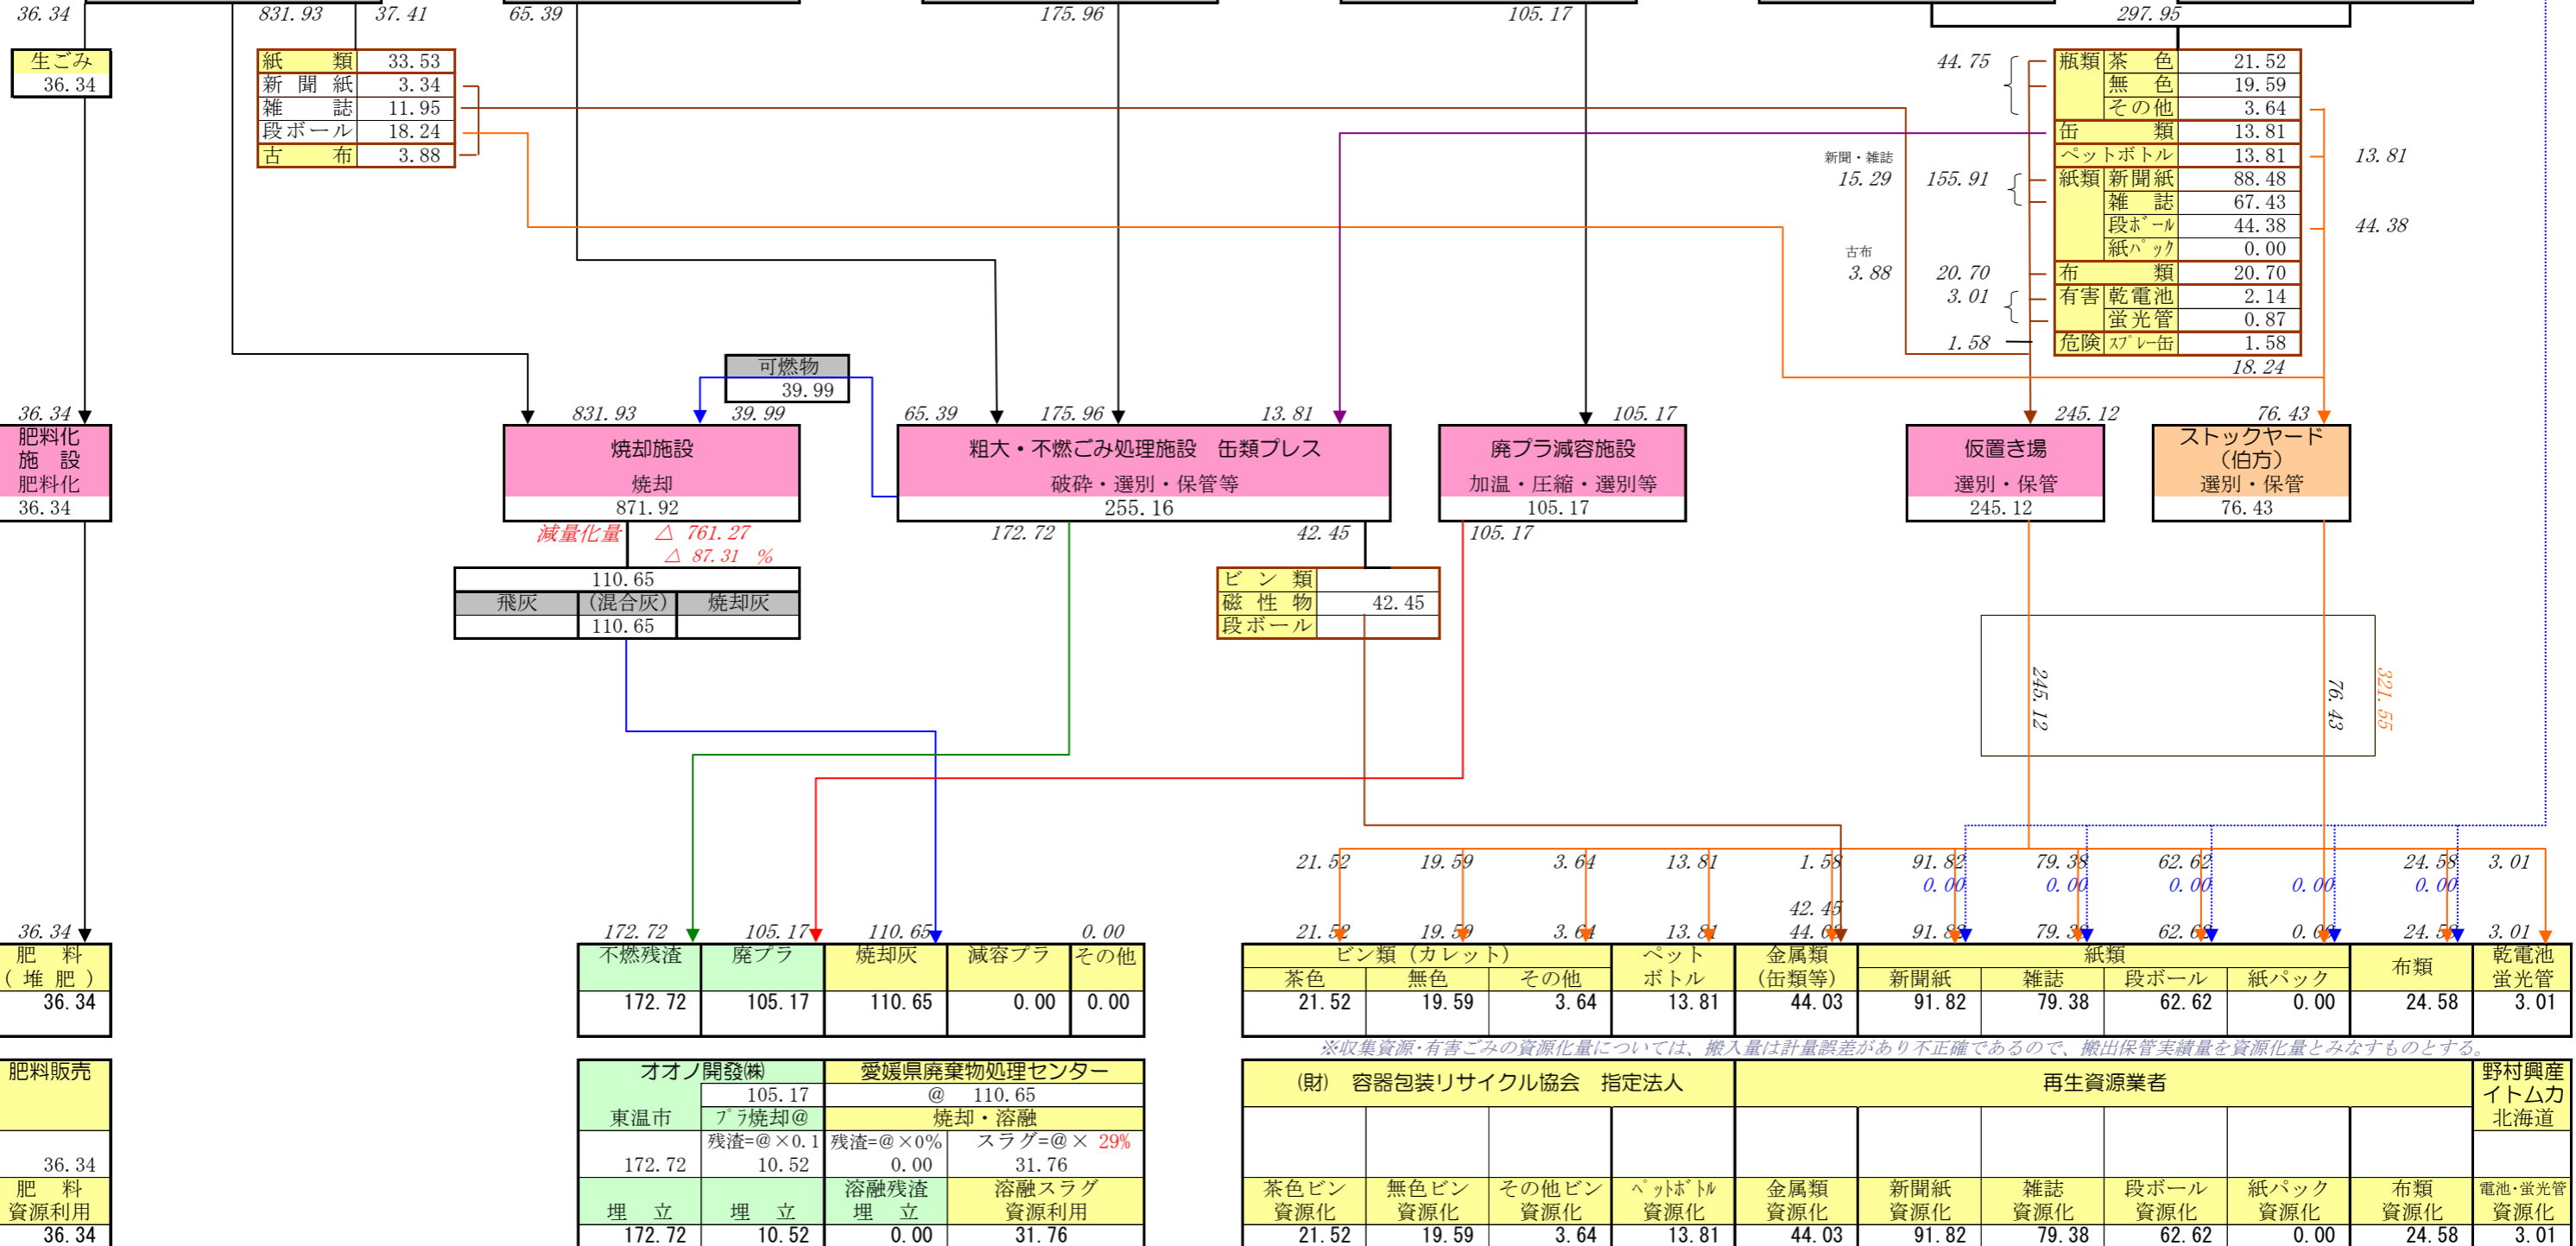 36.34 831.93 37.41 65.39 175.96 105.17 297.95
生ごみ
36.34
紙類 33.53
新聞紙 3.34
雑誌 11.95
段ボール 18.24
古布 3.88
44.75
瓶類 茶色 21.52
無色 19.59
その他 3.64
缶類 13.81
ペットボトル 13.81 13.81
新聞・雑誌
15.29 155.91
紙類 新聞紙 88.48
雑誌 67.43
段ボール 44.38 44.38
紙パック 0.00
古布
3.88 20.70 布類 20.70
3.01 有害 乾電池 2.14
蛍光管 0.87
1.58 危険 スプレー缶 1.58
18.24
可燃物
39.99
36.34 831.93 39.99 65.39 175.96 13.81 105.17 245.12 76.43
肥料化
施設
肥料化
36.34
焼却施設
焼却
871.92
粗大・不燃ごみ処理施設 缶類プレス
破砕・選別・保管等
255.16
廃プラ減容施設
加温・圧縮・選別等
105.17
仮置き場
選別・保管
245.12
ストックヤード
（伯方）
選別・保管
76.43
減量化量 △ 761.27
△ 87.31 %
172.72 42.45 105.17
110.65
飛灰 (混合灰) 焼却灰
110.65
ビン類
磁性物 42.45
段ボール
245.12 76.43 321.55
21.52 19.59 3.64 13.81 1.58 91.82 79.38 62.62 24.58 3.01
0.00 0.00 0.00 0.00 0.00
42.45
36.34 172.72 105.17 110.65 0.00 21.52 19.59 3.64 13.81 44.03 91.82 79.38 62.62 0.00 24.58 3.01
肥料
（堆肥）
36.34
不燃残渣 廃プラ 焼却灰 減容プラ その他
172.72 105.17 110.65 0.00 0.00
ビン類（カレット） ペットボトル 金属類(缶類等) 紙類 布類 乾電池蛍光管
茶色 無色 その他 新聞紙 雑誌 段ボール 紙パック
21.52 19.59 3.64 13.81 44.03 91.82 79.38 62.62 0.00 24.58 3.01
※収集資源・有害ごみの資源化量については、搬入量は計量誤差があり不正確であるので、搬出保管実績量を資源化量とみなすものとする。
肥料販売
36.34
肥料
資源利用
36.34
オオノ開發㈱ 愛媛県廃棄物処理センター
105.17 @ 110.65
東温市 プラ焼却@ 焼却・溶融
残渣=@×0.1 残渣=@×0% スラグ=@× 29%
172.72 10.52 0.00 31.76
溶融残渣 溶融スラグ
埋立 埋立 埋立 資源利用
172.72 10.52 0.00 31.76
(財) 容器包装リサイクル協会 指定法人 再生資源業者
野村興産
イトムカ
北海道
茶色ビン 無色ビン その他ビン ペットボトル 金属類 新聞紙 雑誌 段ボール 紙パック 布類 電池・蛍光管
資源化 資源化 資源化 資源化 資源化 資源化 資源化 資源化 資源化 資源化 資源化
21.52 19.59 3.64 13.81 44.03 91.82 79.38 62.62 0.00 24.58 3.01